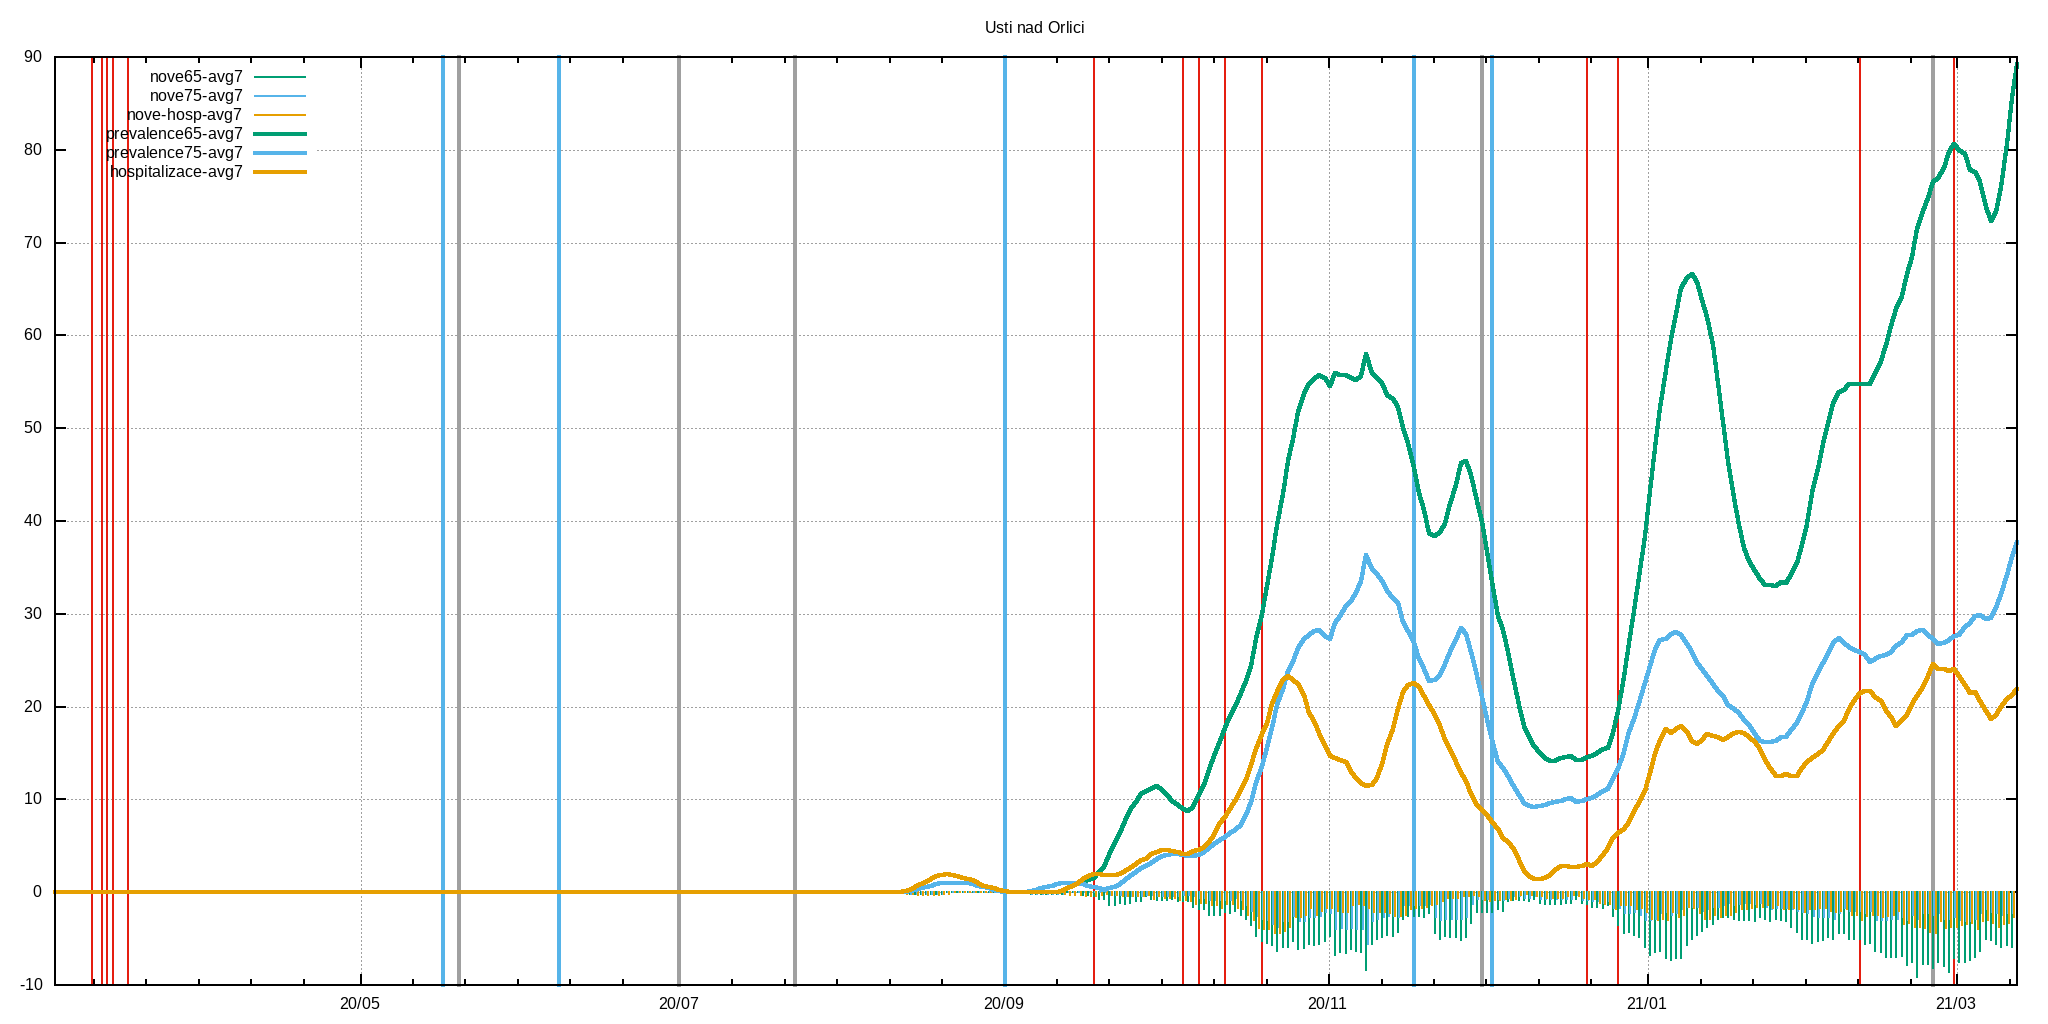 Usti nad Orlici
90
80
70
60
50
40
30
20
10
0
-10
nove65-avg7
nove75-avg7
nove-hosp-avg7
prevalence65-avg7
prevalence75-avg7
hospitalizace-avg7
20/05 20/07 20/09 20/11 21/01 21/03